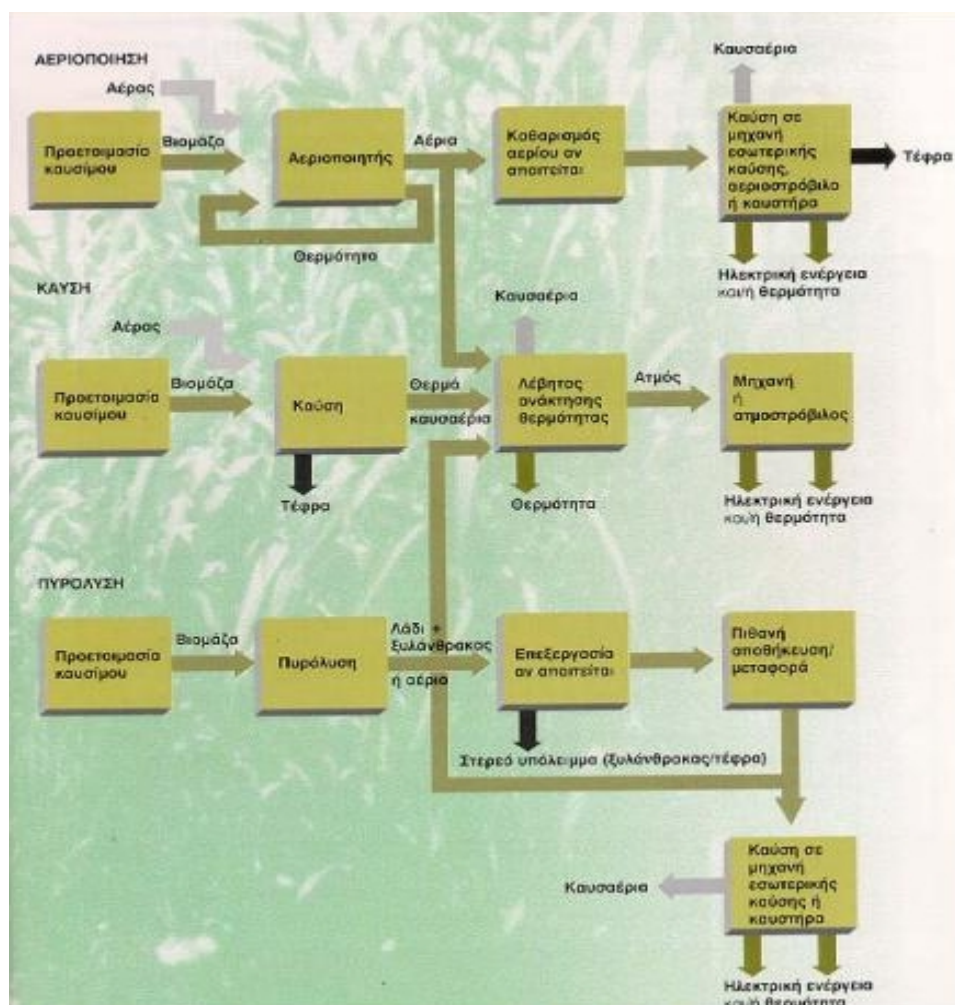 ΑΕΡΙΟΠΟΙΗΣΗ
Αέρας
Προετοιμασία
καυσίμου
Βιομάζα
Αεριοποιητής
Αέρια
Καθαρισμός
αερίου αν
απαιτείται
Καυσαέρια
Καύση σε
μηχανή
εσωτερικής
καύσης,
αεριοστρόβιλο
ή καυστήρα
Τέφρα
Θερμότητα
Ηλεκτρική ενέργεια
και/ή θερμότητα
ΚΑΥΣΗ
Αέρας
Προετοιμασία
καυσίμου
Βιομάζα
Καύση
Τέφρα
Θερμά
καυσαέρια
Καυσαέρια
Λέβητας
ανάκτησης
θερμότητας
Θερμότητα
Ατμός
Μηχανή
ή
ατμοστρόβιλος
Ηλεκτρική ενέργεια
και/ή θερμότητα
ΠΥΡΟΛΥΣΗ
Προετοιμασία
καυσίμου
Βιομάζα
Πυρόλυση
Λάδι +
ξυλάνθρακας
ή αέρια
Επεξεργασία
αν απαιτείται
Στερεό υπόλειμμα (ξυλάνθρακας/τέφρα)
Πιθανή
αποθήκευση/
μεταφορά
Καύση σε
μηχανή
εσωτερικής
καύσης ή
καυστήρα
Καυσαέρια
Ηλεκτρική ενέργεια
και/ή θερμότητα